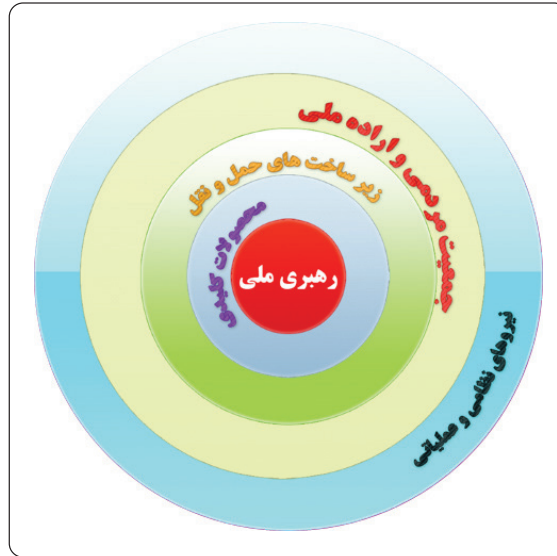 رهبری ملی
محصولات کلیدی
زیر ساخت های حمل و نقل
جمعیت مردمی و اراده ملی
نیروهای نظامی و عملیاتی